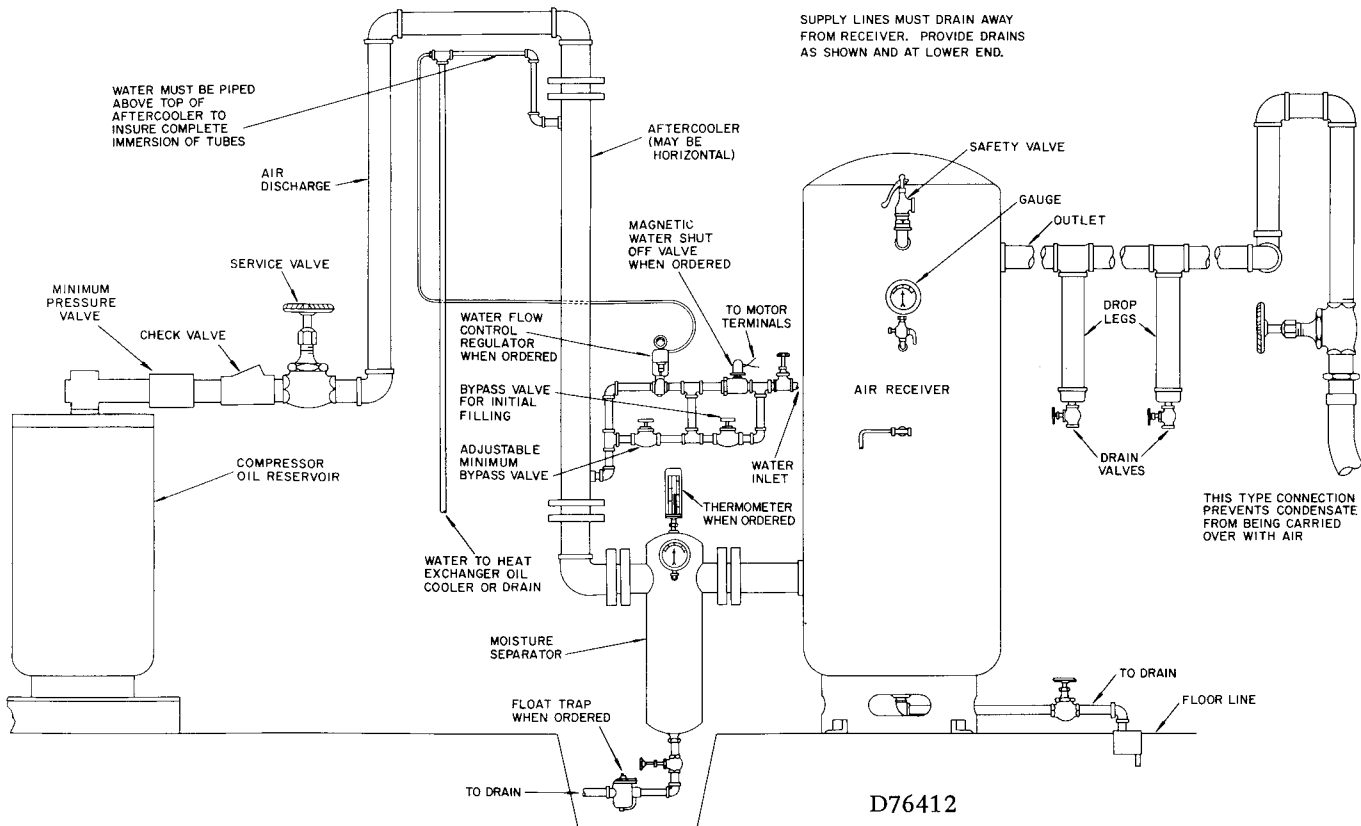 SUPPLY LINES MUST DRAIN AWAY
FROM RECEIVER. PROVIDE DRAINS
AS SHOWN AND AT LOWER END.
WATER MUST BE PIPED
ABOVE TOP OF
AFTERCOOLER TO
INSURE COMPLETE
IMMERSION OF TUBES
AIR
DISCHARGE
AFTERCOOLER
(MAY BE
HORIZONTAL)
SAFETY VALVE
GAUGE
OUTLET
MAGNETIC
WATER SHUT
OFF VALVE
WHEN ORDERED
SERVICE VALVE
MINIMUM
PRESSURE
VALVE
CHECK VALVE
WATER FLOW
CONTROL
REGULATOR
WHEN ORDERED
TO MOTOR
TERMINALS
DROP
LEGS
BYPASS VALVE
FOR INITIAL
FILLING
AIR RECEIVER
ADJUSTABLE
MINIMUM
BYPASS VALVE
WATER
INLET
DRAIN
VALVES
COMPRESSOR
OIL RESERVOIR
THERMOMETER
WHEN ORDERED
THIS TYPE CONNECTION
PREVENTS CONDENSATE
FROM BEING CARRIED
OVER WITH AIR
WATER TO HEAT
EXCHANGER OIL
COOLER OR DRAIN
MOISTURE
SEPARATOR
TO DRAIN
FLOOR LINE
FLOAT TRAP
WHEN ORDERED
TO DRAIN
D76412